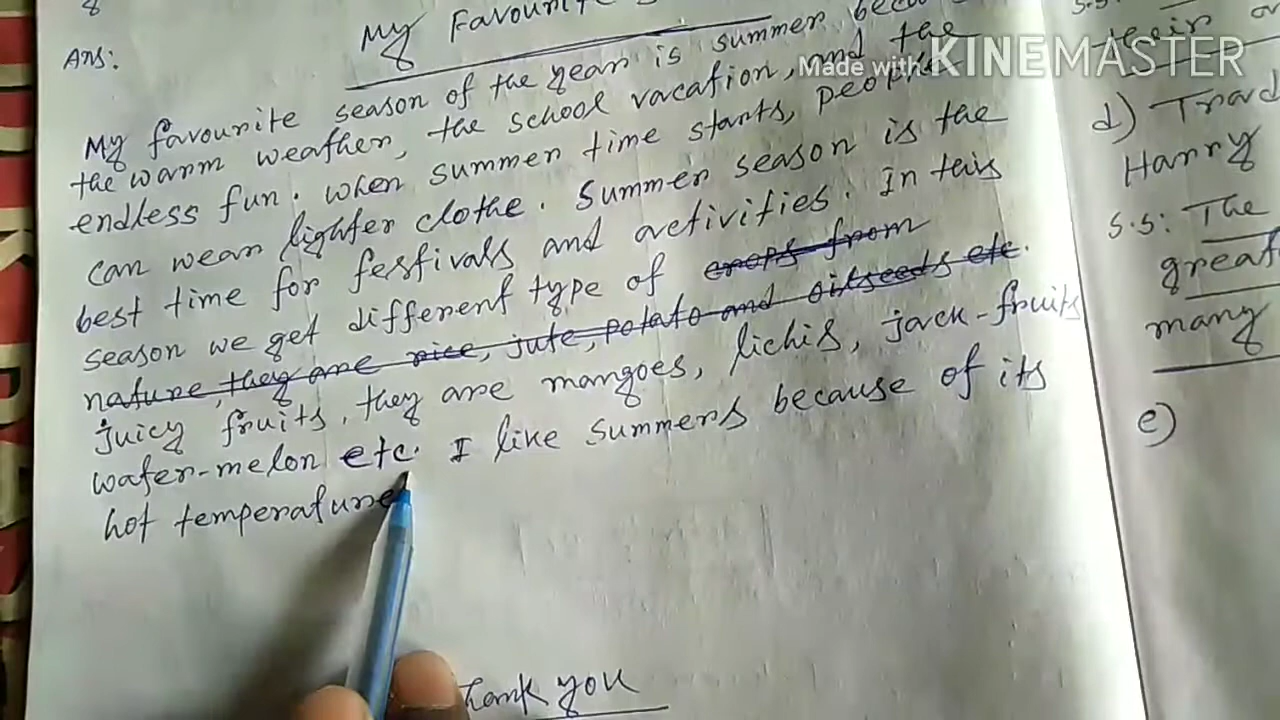 Ans:
My Favourite
My favourite season of the year is summer
the warm weather, the school vacation, and the
endless fun. When summer time starts, people
can wear lighter clothe. Summer season is the
best time for festivals and activities. In this
season we get different type of crops from
nature, they are rice, jute, potato and oilseeds etc.
juicy fruits, they are mangoes, lichis, jack-fruits
water-melon etc. I like summers because of its
hot temperature
Thank you
S.S:
their
d) Trad
Harry
S.S: The
great
many
e)
Made with KINEMASTER